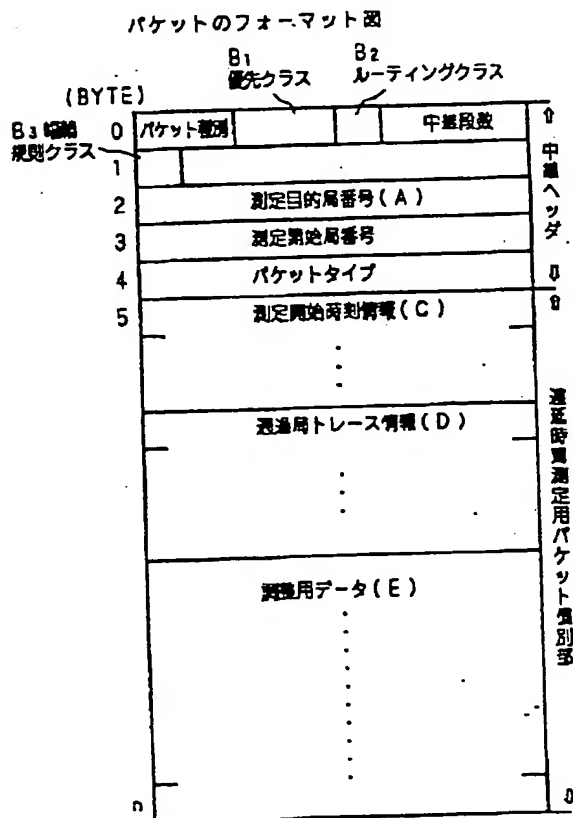 パケットのフォーマット図
B1
優先クラス
B2
ルーティングクラス
(BYTE)
B3 輻輳
規制クラス
0
パケット種別
中継段数
1
2
測定目的局番号(A)
3
測定開始局番号
4
パケットタイプ
5
測定開始時刻情報(C)
通過局トレース情報(D)
調整用データ(E)
n
中継ヘッダ
遅延時間測定用パケット個別部